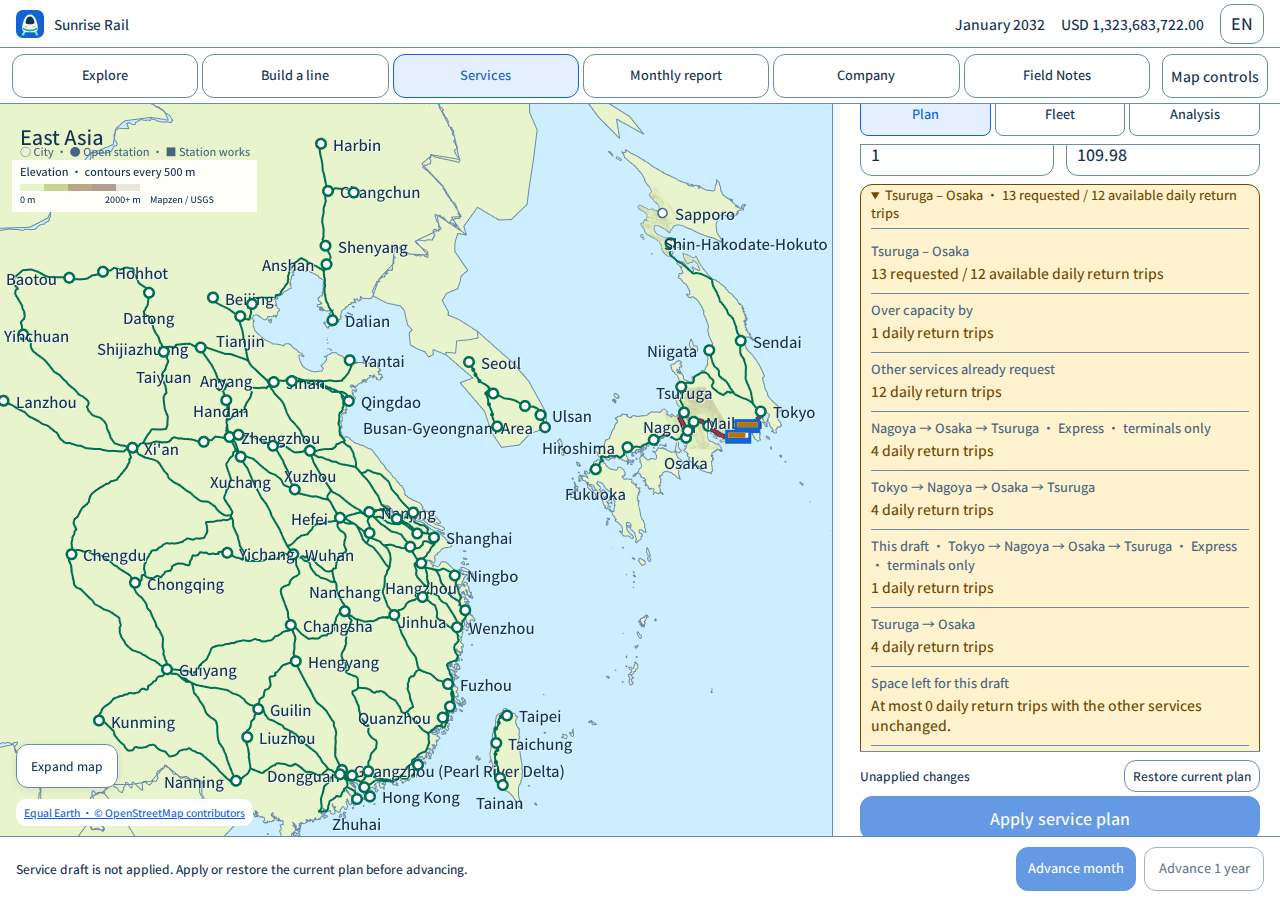 Sunrise Rail
January 2032
USD 1,323,683,722.00
EN
Explore
Build a line
Services
Monthly report
Company
Field Notes
Map controls
East Asia
City • Open station • Station works
Elevation • contours every 500 m
0 m
2000+ m
Mapzen / USGS
Harbin
Changchun
Shenyang
Anshan
Baotou
Hohhot
Beijing
Datong
Dalian
Yinchuan
Shijiazhuang
Tianjin
Yantai
Taiyuan
Anyang
Jinan
Lanzhou
Handan
Qingdao
Xi'an
Zhengzhou
Xuchang
Xuzhou
Hefei
Nanjing
Shanghai
Chengdu
Yichang
Wuhan
Chongqing
Ningbo
Nanchang
Hangzhou
Changsha
Jinhua
Wenzhou
Guiyang
Hengyang
Fuzhou
Kunming
Guilin
Quanzhou
Liuzhou
Nanning
Dongguan
Guangzhou (Pearl River Delta)
Hong Kong
Zhuhai
Taipei
Taichung
Tainan
Seoul
Ulsan
Busan-Gyeongnam Area
Sapporo
Shin-Hakodate-Hokuto
Sendai
Niigata
Tsuruga
Tokyo
Hiroshima
Osaka
Fukuoka
Expand map
Equal Earth • © OpenStreetMap contributors
Plan
Fleet
Analysis
1
109.98
▼ Tsuruga – Osaka • 13 requested / 12 available daily return
trips
Tsuruga – Osaka
13 requested / 12 available daily return trips
Over capacity by
1 daily return trips
Other services already request
12 daily return trips
Nagoya → Osaka → Tsuruga • Express • terminals only
4 daily return trips
Tokyo → Nagoya → Osaka → Tsuruga
4 daily return trips
This draft • Tokyo → Nagoya → Osaka → Tsuruga • Express
• terminals only
1 daily return trips
Tsuruga → Osaka
4 daily return trips
Space left for this draft
At most 0 daily return trips with the other services
unchanged.
Unapplied changes
Restore current plan
Apply service plan
Service draft is not applied. Apply or restore the current plan before advancing.
Advance month
Advance 1 year